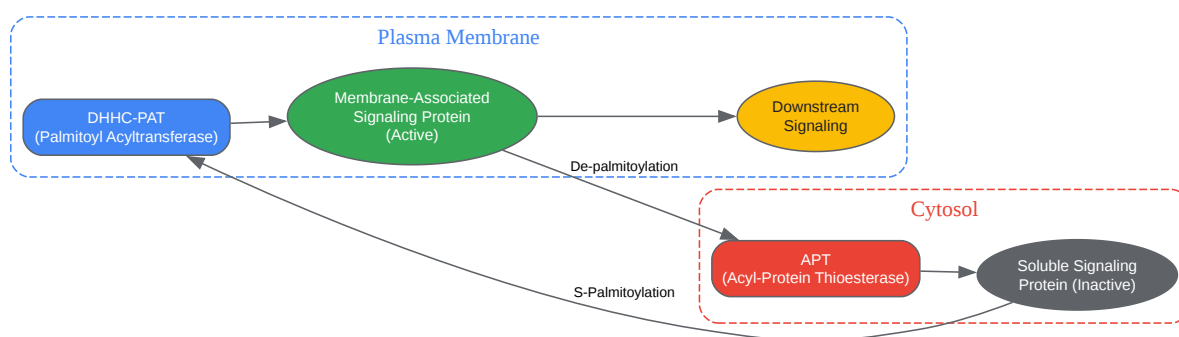 Plasma Membrane
DHHC-PAT
(Palmitoyl Acyltransferase)
Membrane-Associated
Signaling Protein
(Active)
Downstream
Signaling
De-palmitoylation
Cytosol
APT
(Acyl-Protein Thioesterase)
Soluble Signaling
Protein (Inactive)
S-Palmitoylation